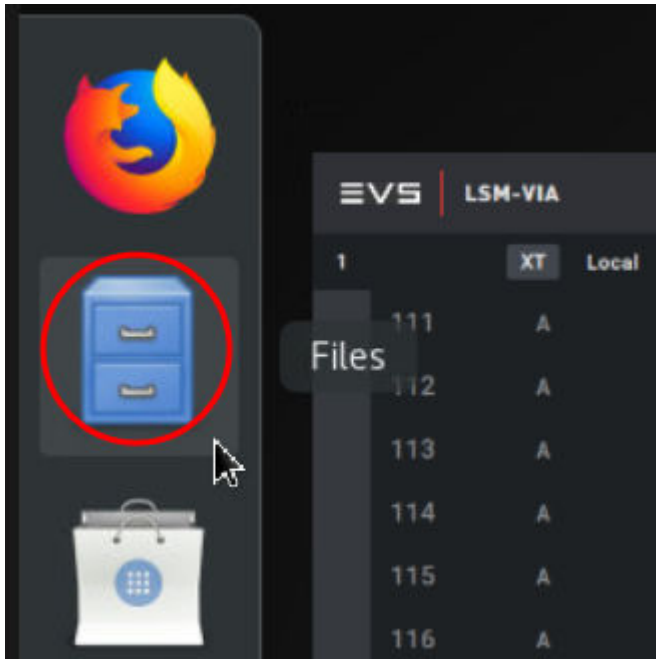 EVS LSM-VIA
1 XT Local
111 A
Files
112 A
113 A
114 A
115 A
116 A